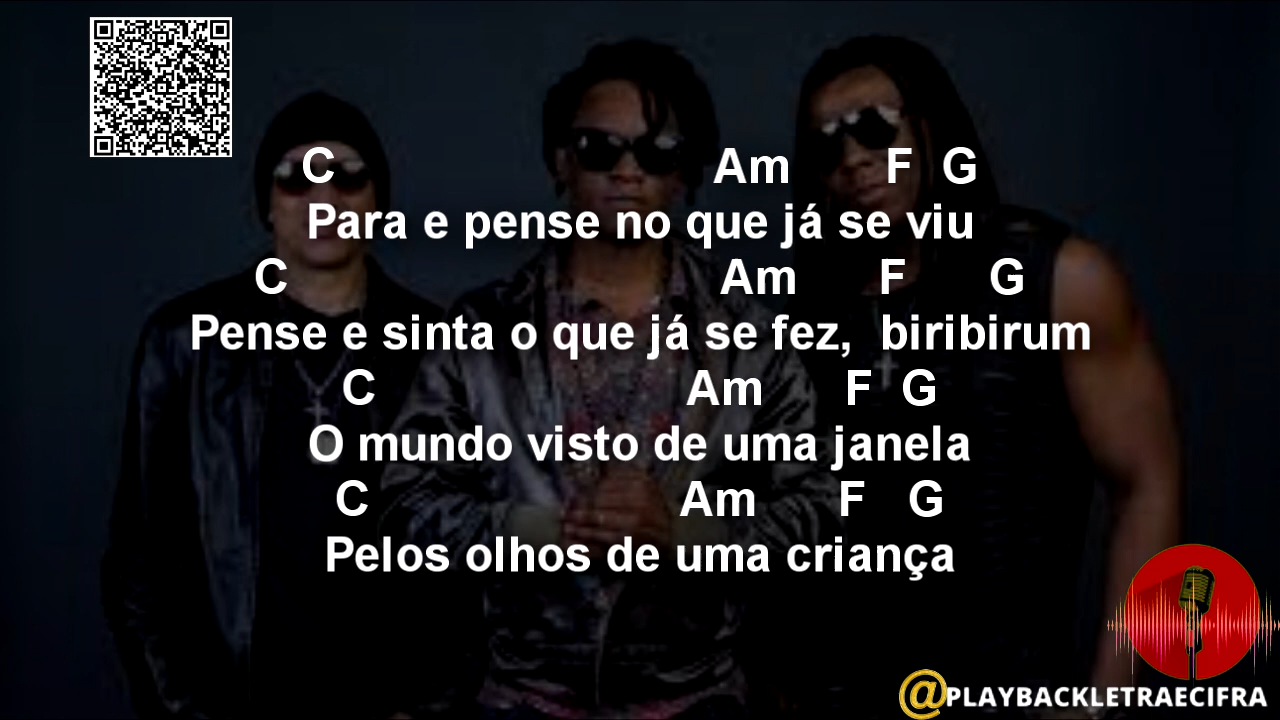 C Am F G
Para e pense no que já se viu
C Am F G
Pense e sinta o que já se fez, biribirum
C Am F G
O mundo visto de uma janela
C Am F G
Pelos olhos de uma criança
@PLAYBACKLETRAECIFRA